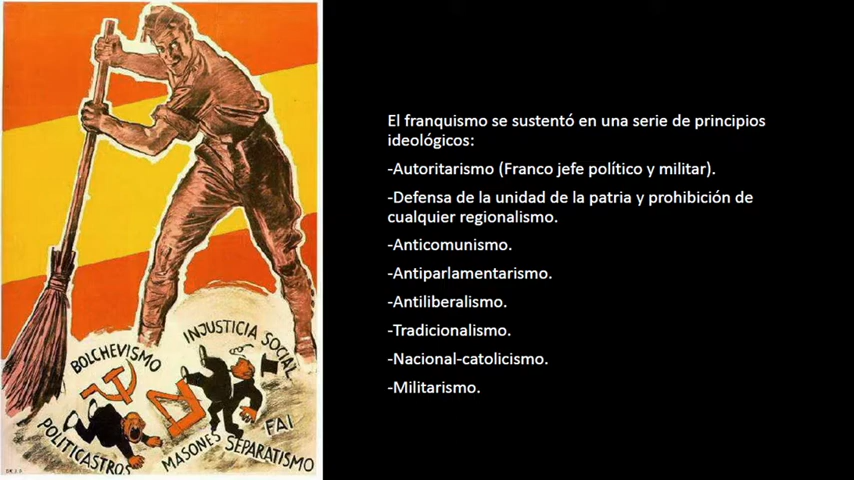 BOLCHEVISMO
INJUSTICIA SOCIAL
POLITICASTROS
MASONES
FAI
SEPARATISMO
El franquismo se sustentó en una serie de principios
ideológicos:
-Autoritarismo (Franco jefe político y militar).
-Defensa de la unidad de la patria y prohibición de
cualquier regionalismo.
-Anticomunismo.
-Antiparlamentarismo.
-Antiliberalismo.
-Tradicionalismo.
-Nacional-catolicismo.
-Militarismo.